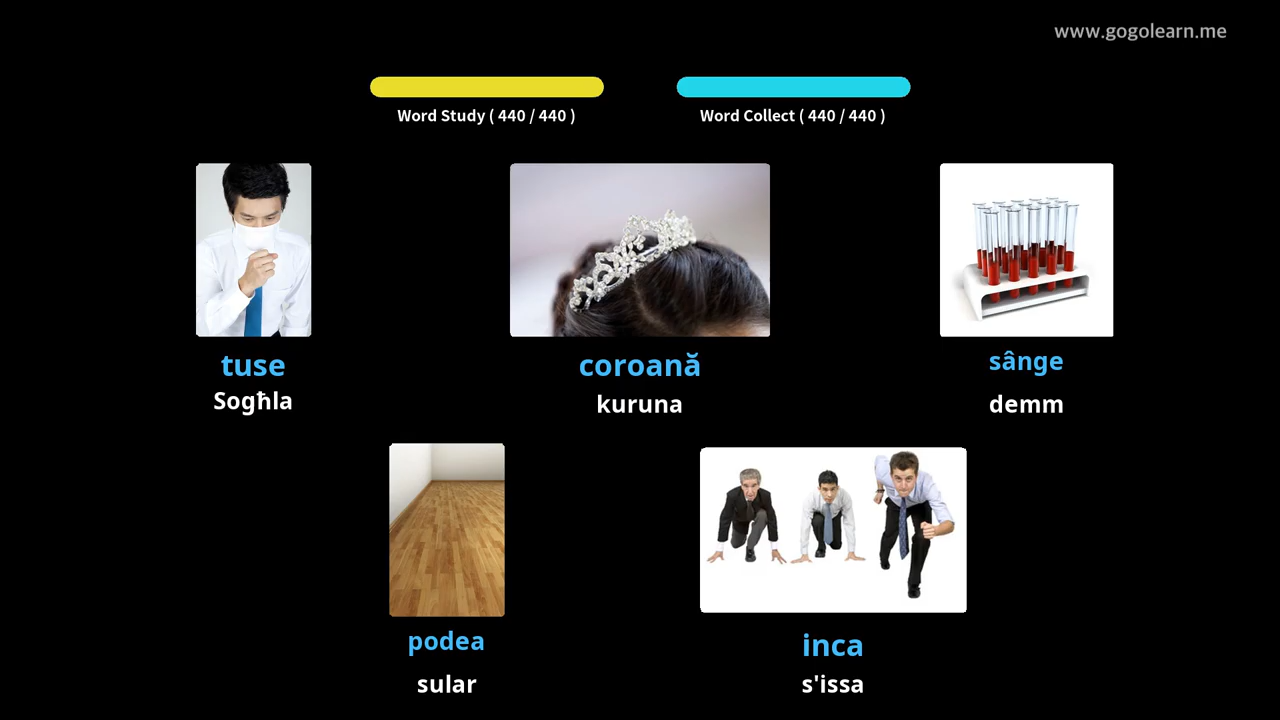 www.gogolearn.me
Word Study ( 440 / 440 )
Word Collect ( 440 / 440 )
tuse
Sogħla
coroană
kuruna
sânge
demm
podea
sular
inca
s'issa